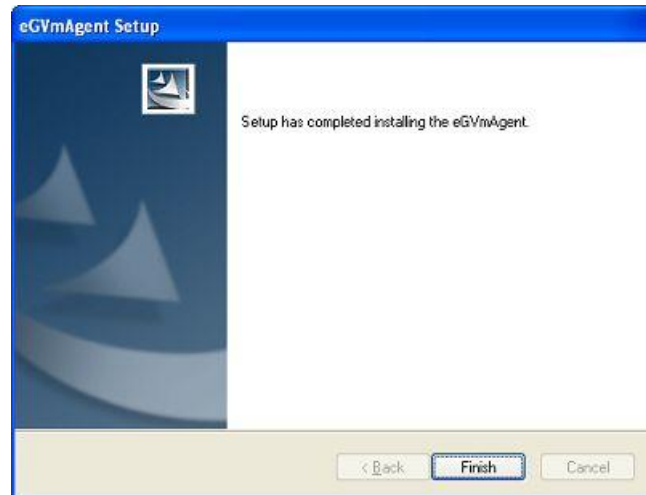 eGVmAgent Setup
Setup has completed installing the eGVmAgent.
< Back Finish Cancel